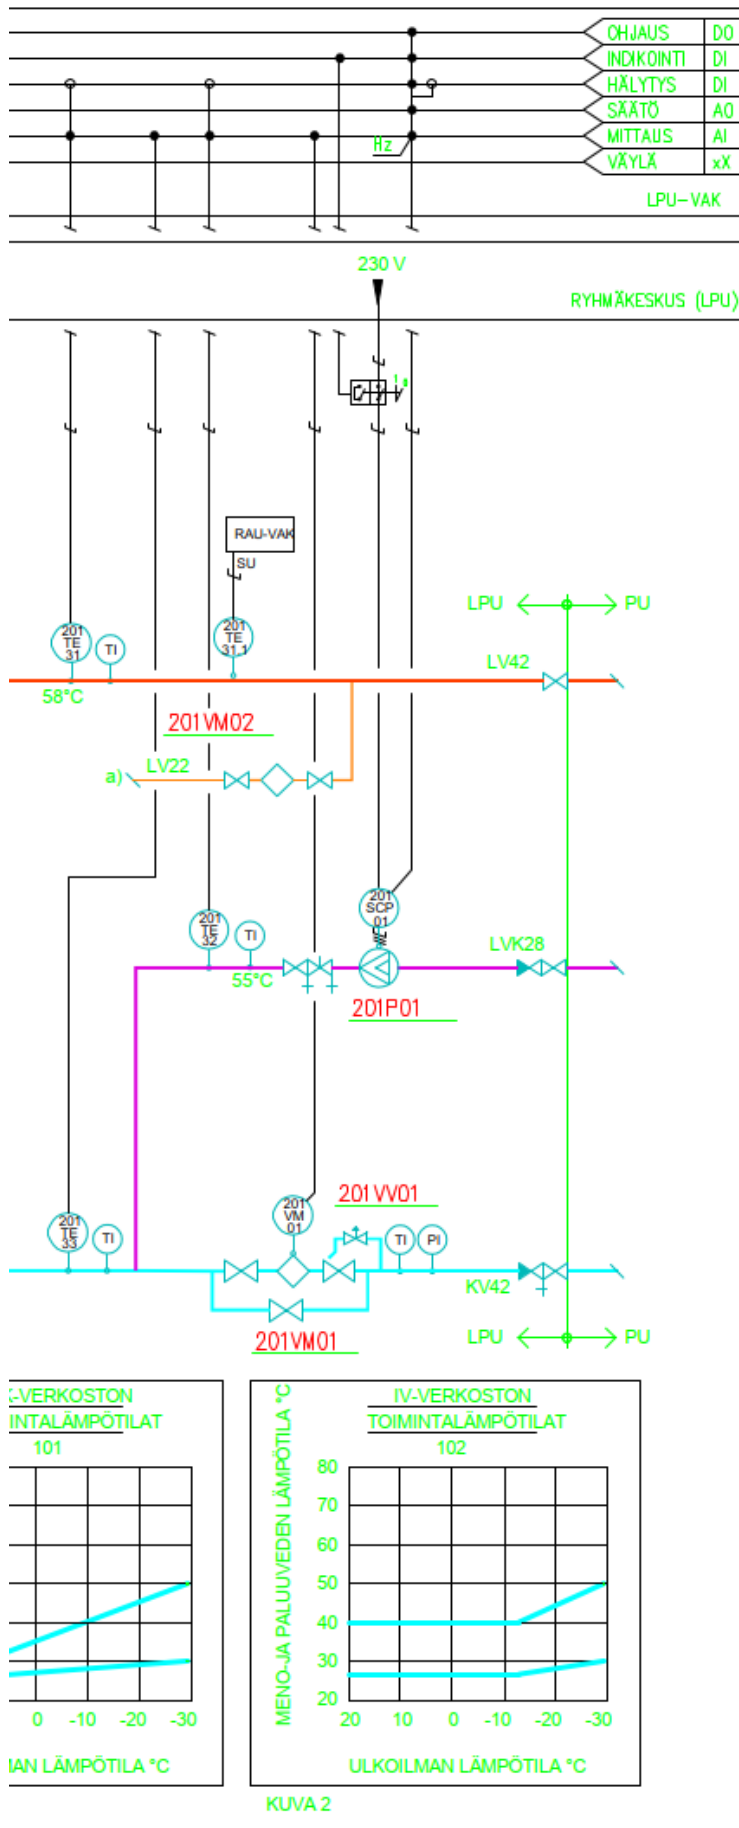 OHJAUS DO
INDIKOINTI DI
HÄLYTYS DI
SÄÄTÖ AO
Hz
MITTAUS AI
VÄYLÄ xX
LPU-VAK
230 V
RYHMÄKESKUS (LPU)
RAU-VAK
SU
LPU PU
201
TE
31
TI
201
TE
31.1
LV42
58°C
201VM02
a) LV22
201
SCP
01
201
TE
32
TI
LVK28
55°C
201P01
201VV01
201
VM
01
201
TE
33
TI
TI
PI
KV42
201VM01
LPU PU
K-VERKOSTON
INTALÄMPÖTILAT
101
0 -10 -20 -30
MAN LÄMPÖTILA °C
IV-VERKOSTON
TOIMINTALÄMPÖTILAT
102
MENO-JA PALUUVEDEN LÄMPÖTILA °C
80
70
60
50
40
30
20
20 10 0 -10 -20 -30
ULKOILMAN LÄMPÖTILA °C
KUVA 2